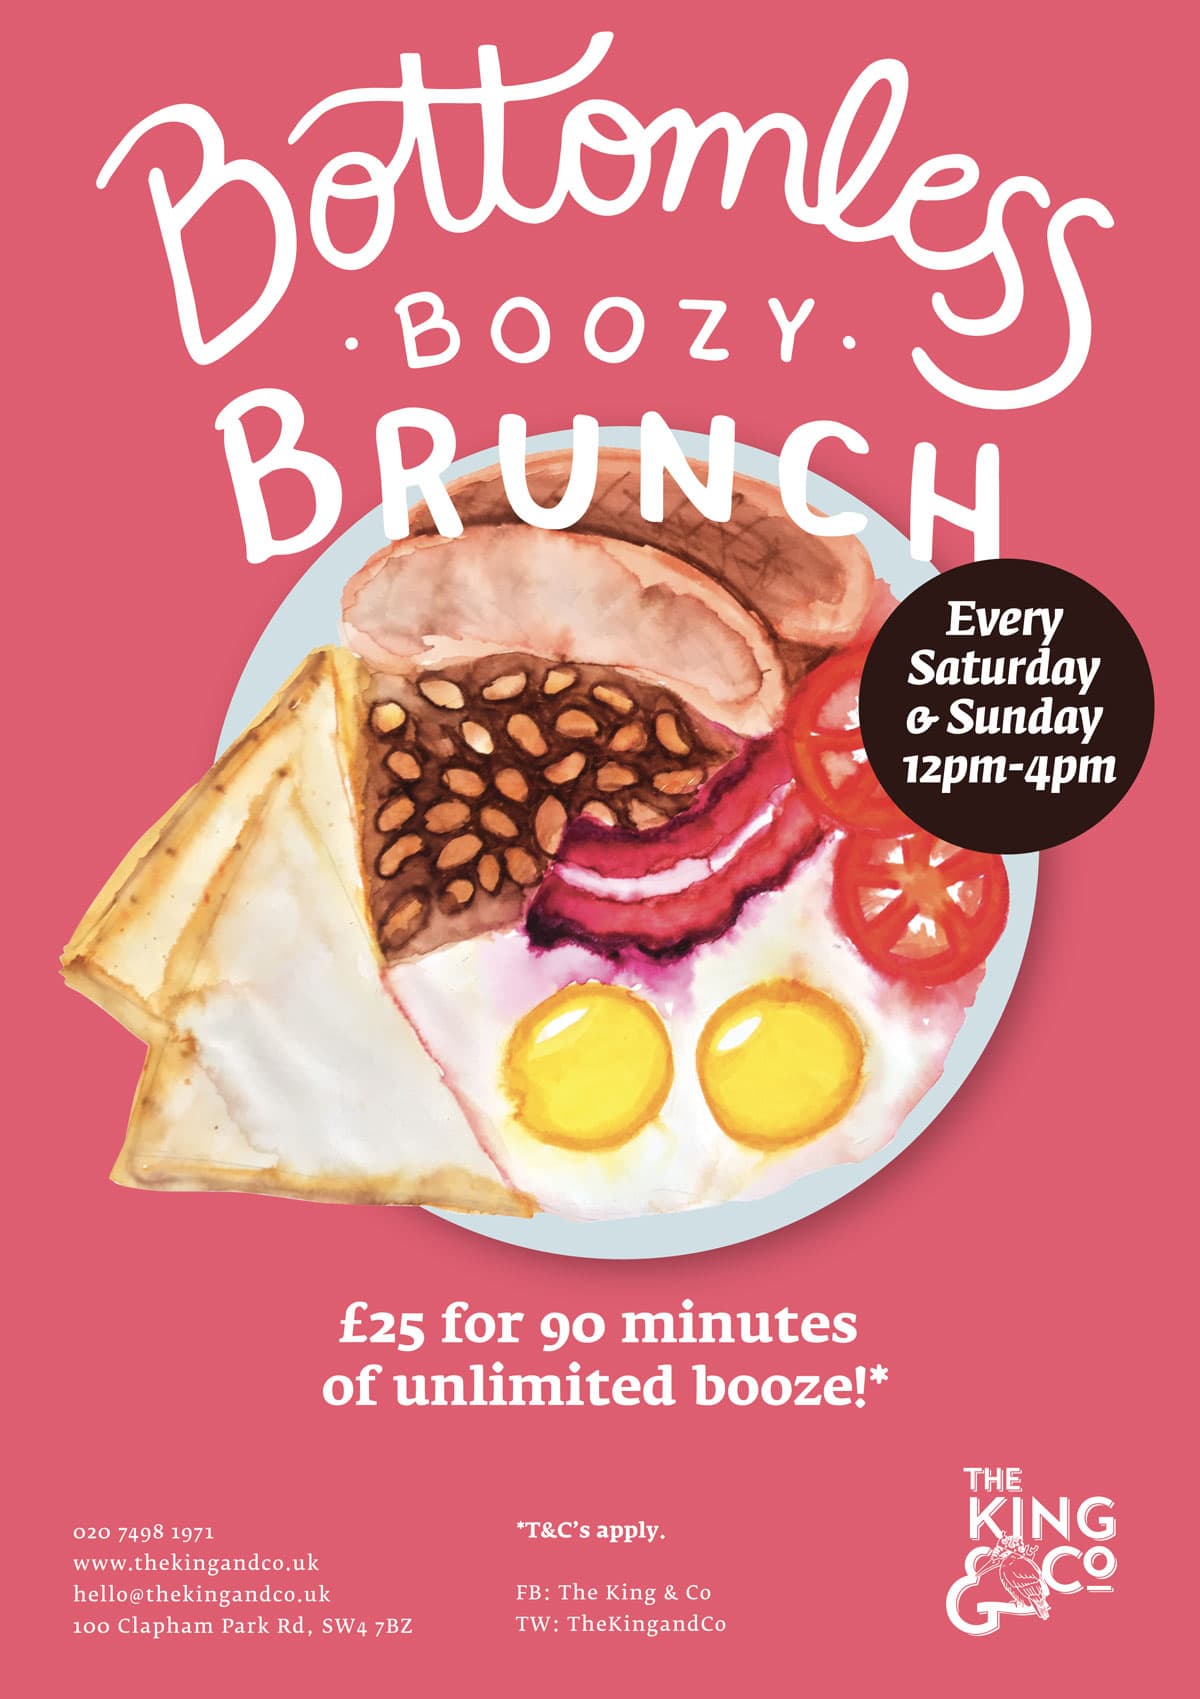 Bottomless
· BOOZY ·
BRUNCH
Every
Saturday
& Sunday
12pm-4pm
£25 for 90 minutes
of unlimited booze!*
020 7498 1971
www.thekingandco.uk
hello@thekingandco.uk
100 Clapham Park Rd, SW4 7BZ
*T&C's apply.
FB: The King & Co
TW: TheKingandCo
THE
KING
& Co